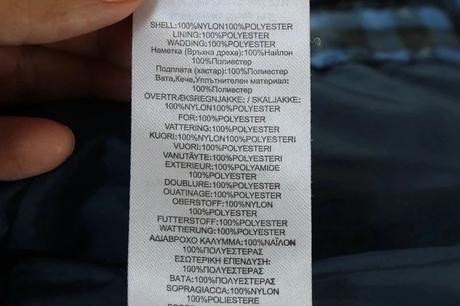 SHELL:100%NYLON100%POLYESTER
LINING:100%POLYESTER
WADDING:100%POLYESTER
Наметка (Връхна дреха):100%Найлон
100%Полиестер
Подплата (хастар):100%Полиестер
Вата,Кече,Уплътнителен материал:
100%Полиестер
OVERTRÆKSREGNJAKKE: / SKALJAKKE:
100%NYLON100%POLYESTER
FOR:100%POLYESTER
VATTERING:100%POLYESTER
KUORI:100%NYLON100%POLYESTERI
VUORI:100%POLYESTERI
VANUTÄYTE:100%POLYESTERI
EXTERIEUR:100%POLYAMIDE
100%POLYESTER
DOUBLURE:100%POLYESTER
OUATINAGE:100%POLYESTER
OBERSTOFF:100%NYLON
100%POLYESTER
FUTTERSTOFF:100%POLYESTER
WATTIERUNG:100%POLYESTER
ΑΔΙΑΒΡΟΧΟ ΚΑΛΥΜΜΑ:100%ΝΑΪΛΟΝ
100%ΠΟΛΥΕΣΤΕΡΑΣ
ΕΣΩΤΕΡΙΚΗ ΕΠΕΝΔΥΣΗ:
100%ΠΟΛΥΕΣΤΕΡΑΣ
ΒΑΤΑ:100%ΠΟΛΥΕΣΤΕΡΑΣ
SOPRAGIACCA:100%NYLON
100%POLIESTERE